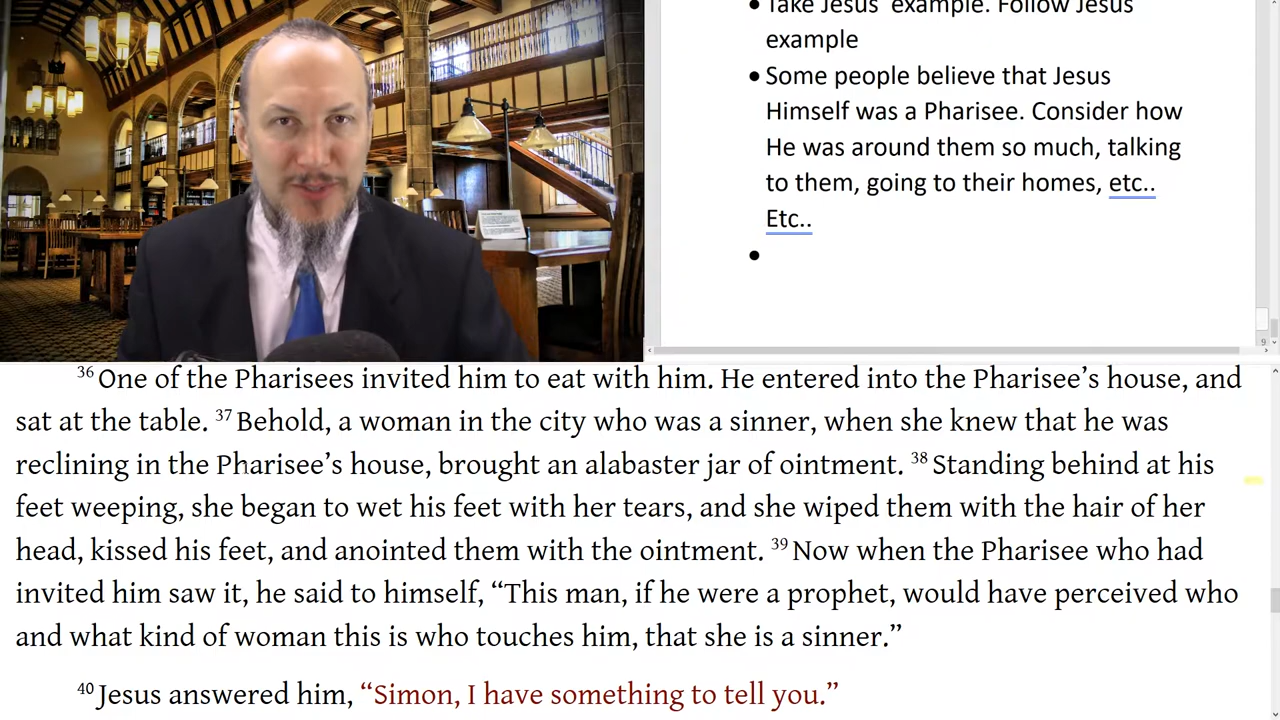 • Take Jesus' example. Follow Jesus
example
• Some people believe that Jesus
Himself was a Pharisee. Consider how
He was around them so much, talking
to them, going to their homes, etc..
Etc..
•
9
36 One of the Pharisees invited him to eat with him. He entered into the Pharisee’s house, and
sat at the table. 37 Behold, a woman in the city who was a sinner, when she knew that he was
reclining in the Pharisee’s house, brought an alabaster jar of ointment. 38 Standing behind at his
feet weeping, she began to wet his feet with her tears, and she wiped them with the hair of her
head, kissed his feet, and anointed them with the ointment. 39 Now when the Pharisee who had
invited him saw it, he said to himself, “This man, if he were a prophet, would have perceived who
and what kind of woman this is who touches him, that she is a sinner.”
40 Jesus answered him, “Simon, I have something to tell you.”